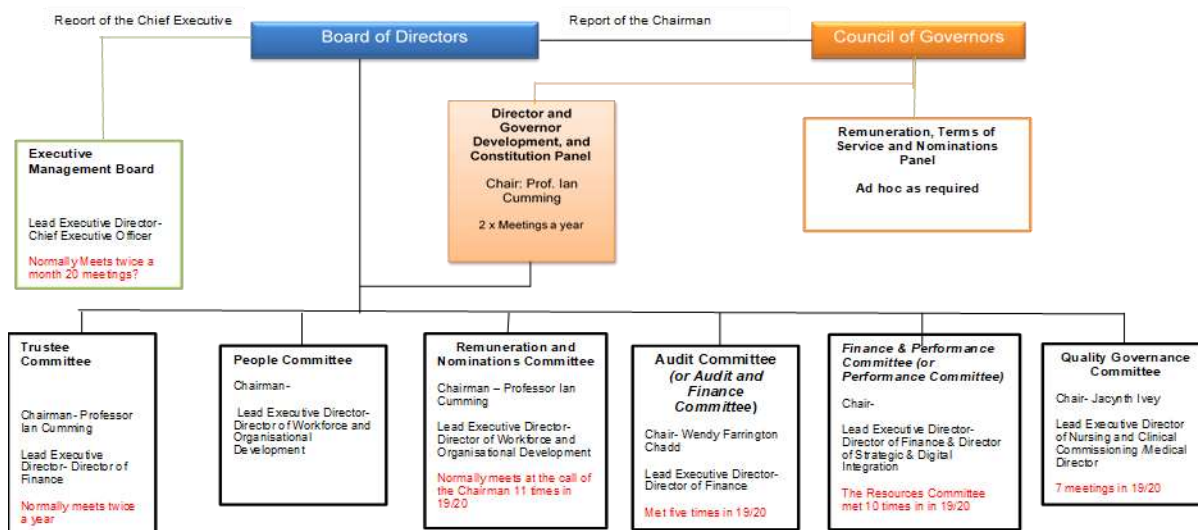 Report of the Chief Executive
Report of the Chairman
Board of Directors
Council of Governors
Executive
Management Board
Lead Executive Director-
Chief Executive Officer
Normally Meets twice a
month 20 meetings?
Director and
Governor
Development, and
Constitution Panel
Chair: Prof. Ian
Cumming
2 x Meetings a year
Remuneration, Terms of
Service and Nominations
Panel
Ad hoc as required
Trustee
Committee
Chairman- Professor
Ian Cumming
Lead Executive
Director- Director of
Finance
Normally meets twice
a year
People Committee
Chairman-
Lead Executive Director-
Director of Workforce and
Organisational
Development
Remuneration and
Nominations Committee
Chairman – Professor Ian
Cumming
Lead Executive Director-
Director of Workforce and
Organisational Development
Normally meets at the call of
the Chairman 11 times in
19/20
Audit Committee
(or Audit and
Finance
Committee)
Chair- Wendy Farrington
Chadd
Lead Executive Director-
Director of Finance
Met five times in 19/20
Finance & Performance
Committee (or
Performance Committee)
Chair-
Lead Executive Director-
Director of Finance & Director
of Strategic & Digital
Integration
The Resources Committee
met 10 times in in 19/20
Quality Governance
Committee
Chair- Jacynth Ivey
Lead Executive Director
of Nursing and Clinical
Commissioning /Medical
Director
7 meetings in 19/20